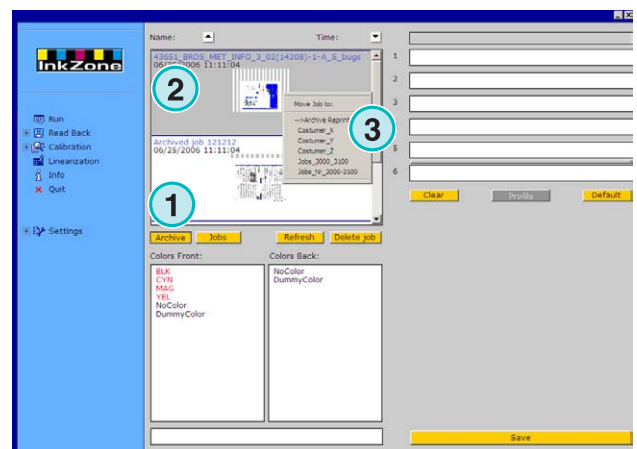 InkZone
Run
Read Back
Calibration
Linearization
Info
Quit
Settings
Name:
Time:
43651_BROS_MET_INFO_3_02(14208)-1-A_S_bugs
06/25/2006 11:11:04
2
Move Job to:
-->Archive Reprint
Costumer_X
Costumer_Y
Costumer_Z
Jobs_3000_3100
Jobs_Nr_3000-3100
3
Archived job 121212
06/25/2006 11:11:04
1
Archive
Jobs
Refresh
Delete job
Colors Front:
BLK
CYN
MAG
YEL
NoColor
DummyColor
Colors Back:
NoColor
DummyColor
1
2
3
5
6
Clear
Profile
Default
Save